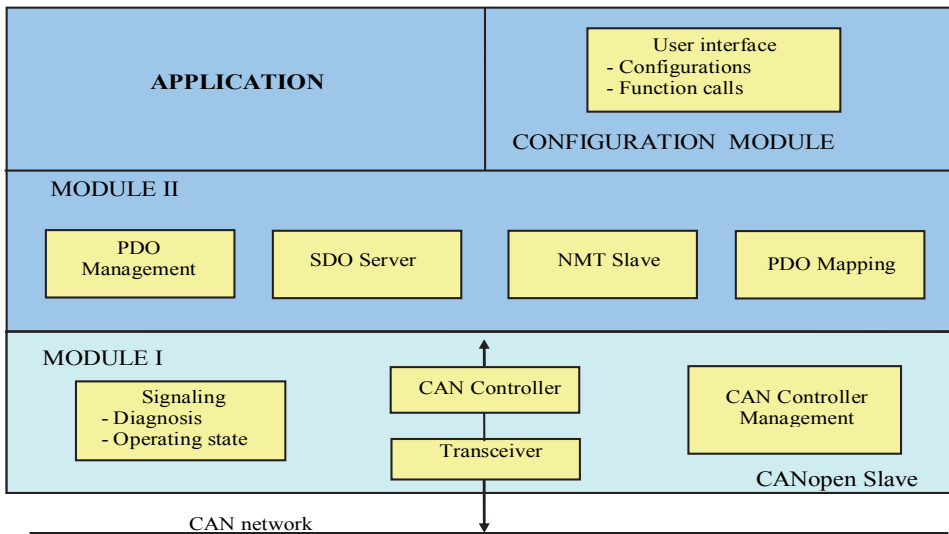 APPLICATION
User interface
- Configurations
- Function calls
CONFIGURATION MODULE
MODULE II
PDO
Management
SDO Server
NMT Slave
PDO Mapping
MODULE I
Signaling
- Diagnosis
- Operating state
CAN Controller
Transceiver
CAN Controller
Management
CANopen Slave
CAN network